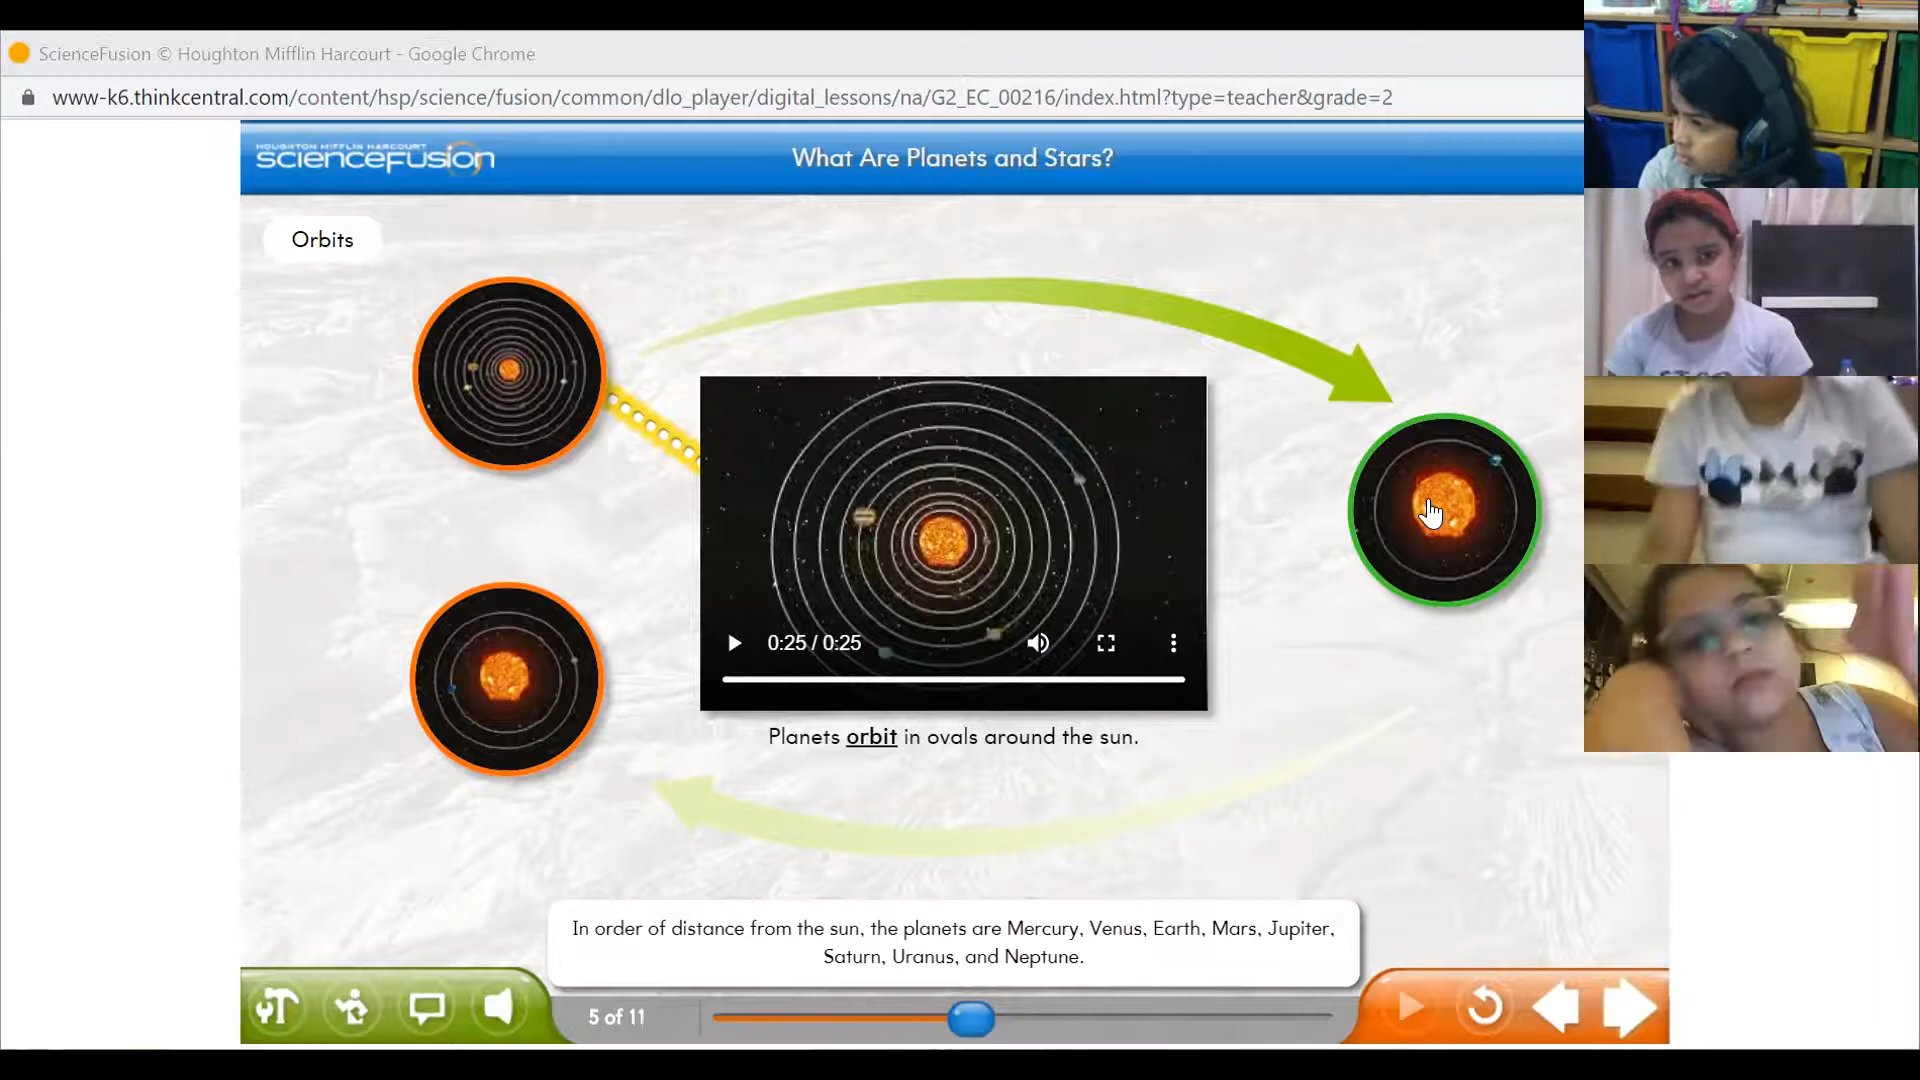 ScienceFusion © Houghton Mifflin Harcourt - Google Chrome
www-k6.thinkcentral.com/content/hsp/science/fusion/common/dlo_player/digital_lessons/na/G2_EC_00216/index.html?type=teacher&grade=2
HOUGHTON MIFFLIN HARCOURT
SCIENCEFUSION
What Are Planets and Stars?
Orbits
0:25 / 0:25
Planets orbit in ovals around the sun.
In order of distance from the sun, the planets are Mercury, Venus, Earth, Mars, Jupiter,
Saturn, Uranus, and Neptune.
5 of 11